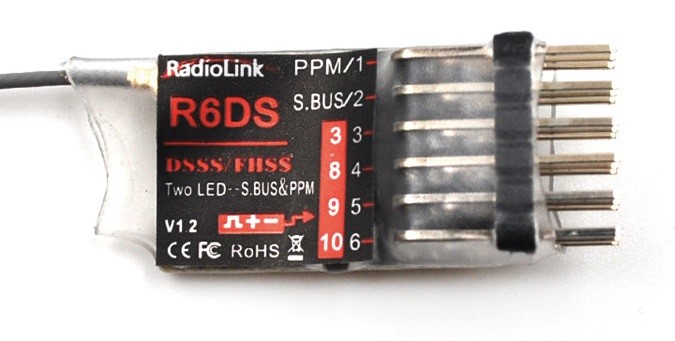 RadioLink PPM/1
R6DS S.BUS/2
3 3
DSSS/FHSS 8 4
Two LED--S.BUS&PPM
9 5
V1.2 + -
CE FC RoHS 10 6